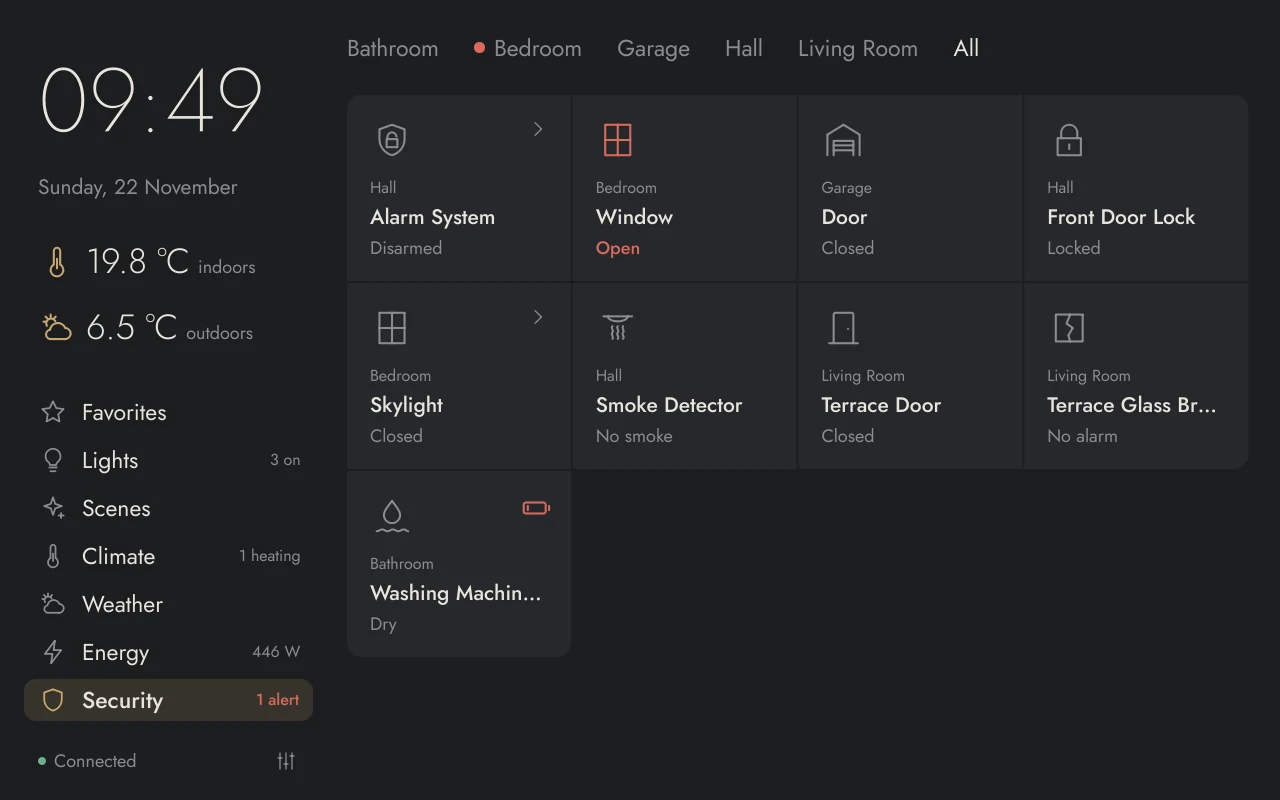 09:49
Sunday, 22 November
19.8 °C indoors
6.5 °C outdoors
Favorites
Lights 3 on
Scenes
Climate 1 heating
Weather
Energy 446 W
Security 1 alert
Connected
Bathroom Bedroom Garage Hall Living Room All
Hall
Alarm System
Disarmed
Bedroom
Window
Open
Garage
Door
Closed
Hall
Front Door Lock
Locked
Bedroom
Skylight
Closed
Hall
Smoke Detector
No smoke
Living Room
Terrace Door
Closed
Living Room
Terrace Glass Br...
No alarm
Bathroom
Washing Machin...
Dry